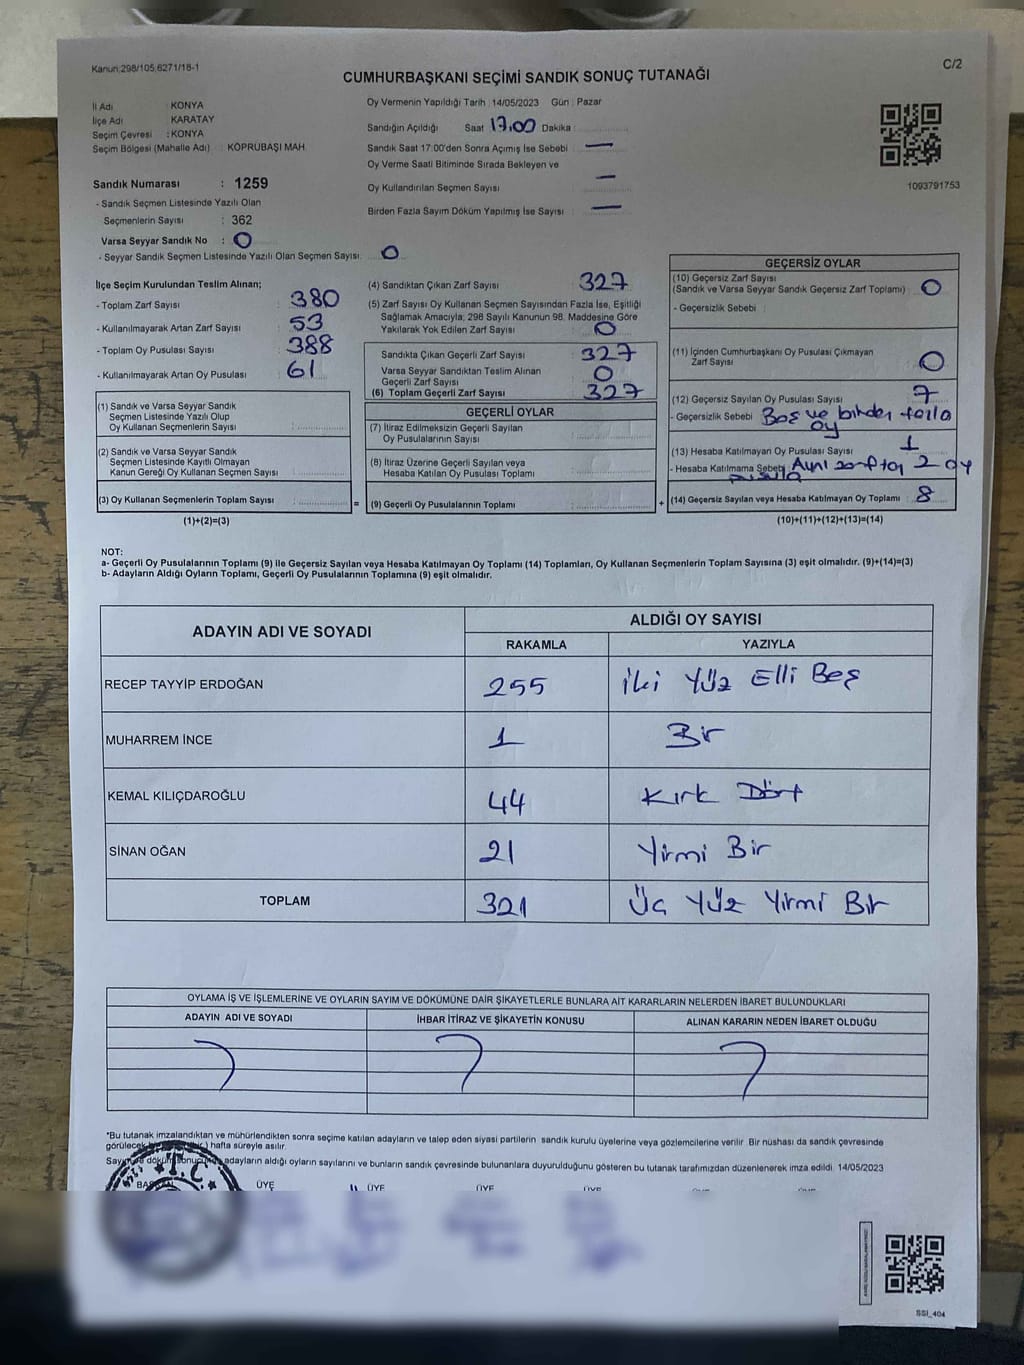 Kanun:298/105,6271/18-1
C/2
CUMHURBAŞKANI SEÇİMİ SANDIK SONUÇ TUTANAĞI
İl Adı : KONYA
İlçe Adı : KARATAY
Seçim Çevresi : KONYA
Seçim Bölgesi (Mahalle Adı) : KÖPRÜBAŞI MAH.
Sandık Numarası : 1259
- Sandık Seçmen Listesinde Yazılı Olan
Seçmenlerin Sayısı : 362
Varsa Seyyar Sandık No : 0
- Seyyar Sandık Seçmen Listesinde Yazılı Olan Seçmen Sayısı: 0
Oy Vermenin Yapıldığı Tarih : 14/05/2023 Gün : Pazar
Sandığın Açıldığı Saat 17.00 Dakika :
Sandık Saat 17:00'den Sonra Açımış İse Sebebi : —
Oy Verme Saati Bitiminde Sırada Bekleyen ve
Oy Kullandırılan Seçmen Sayısı : —
Birden Fazla Sayım Döküm Yapılmış İse Sayısı : —
1093791753
İlçe Seçim Kurulundan Teslim Alınan;
- Toplam Zarf Sayısı : 380
- Kullanılmayarak Artan Zarf Sayısı : 53
- Toplam Oy Pusulası Sayısı : 388
- Kullanılmayarak Artan Oy Pusulası : 61
(1) Sandık ve Varsa Seyyar Sandık
Seçmen Listesinde Yazılı Olup
Oy Kullanan Seçmenlerin Sayısı :
(2) Sandık ve Varsa Seyyar Sandık
Seçmen Listesinde Kayıtlı Olmayan
Kanun Gereği Oy Kullanan Seçmen Sayısı :
(3) Oy Kullanan Seçmenlerin Toplam Sayısı : =
(1)+(2)=(3)
(4) Sandıktan Çıkan Zarf Sayısı : 327
(5) Zarf Sayısı Oy Kullanan Seçmen Sayısından Fazla İse, Eşitliği
Sağlamak Amacıyla; 298 Sayılı Kanunun 98. Maddesine Göre
Yakılarak Yok Edilen Zarf Sayısı : 0
Sandıkta Çıkan Geçerli Zarf Sayısı : 327
Varsa Seyyar Sandıktan Teslim Alınan
Geçerli Zarf Sayısı : 0
(6) Toplam Geçerli Zarf Sayısı : 327
GEÇERLİ OYLAR
(7) İtiraz Edilmeksizin Geçerli Sayılan
Oy Pusulalarının Sayısı :
(8) İtiraz Üzerine Geçerli Sayılan veya
Hesaba Katılan Oy Pusulası Toplamı :
(9) Geçerli Oy Pusulalarının Toplamı : +
GEÇERSİZ OYLAR
(10) Geçersiz Zarf Sayısı
(Sandık ve Varsa Seyyar Sandık Geçersiz Zarf Toplamı) : 0
- Geçersizlik Sebebi :
(11) İçinden Cumhurbaşkanı Oy Pusulası Çıkmayan
Zarf Sayısı : 0
(12) Geçersiz Sayılan Oy Pusulası Sayısı : 7
- Geçersizlik Sebebi : Boş ve birden fazla
oy
(13) Hesaba Katılmayan Oy Pusulası Sayısı : 1
- Hesaba Katılmama Sebebi : Aynı zarftan 2 oy
pusula
(14) Geçersiz Sayılan veya Hesaba Katılmayan Oy Toplamı : 8
(10)+(11)+(12)+(13)=(14)
NOT:
a- Geçerli Oy Pusulalarının Toplamı (9) ile Geçersiz Sayılan veya Hesaba Katılmayan Oy Toplamı (14) Toplamları, Oy Kullanan Seçmenlerin Toplam Sayısına (3) eşit olmalıdır. (9)+(14)=(3)
b- Adayların Aldığı Oyların Toplamı, Geçerli Oy Pusulalarının Toplamına (9) eşit olmalıdır.
ADAYIN ADI VE SOYADI ALDIĞI OY SAYISI
RAKAMLA YAZIYLA
RECEP TAYYİP ERDOĞAN 255 İki Yüz Elli Beş
MUHARREM İNCE 1 Bir
KEMAL KILIÇDAROĞLU 44 Kırk Dört
SİNAN OĞAN 21 Yirmi Bir
TOPLAM 321 Üç Yüz Yirmi Bir
OYLAMA İŞ VE İŞLEMLERİNE VE OYLARIN SAYIM VE DÖKÜMÜNE DAİR ŞİKAYETLERLE BUNLARA AİT KARARLARIN NELERDEN İBARET BULUNDUKLARI
ADAYIN ADI VE SOYADI İHBAR İTİRAZ VE ŞİKAYETİN KONUSU ALINAN KARARIN NEDEN İBARET OLDUĞU
*Bu tutanak imzalandıktan ve mühürlendikten sonra seçime katılan adayların ve talep eden siyasi partilerin sandık kurulu üyelerine veya gözlemcilerine verilir. Bir nüshası da sandık çevresinde
görülecek hafta süreyle asılır.
adayların aldığı oyların sayılarını ve bunların sandık çevresinde bulunanlara duyurulduğunu gösteren bu tutanak tarafımızdan düzenlenerek imza edildi. 14/05/2023
T.C.
ÜYE ÜYE ÜYE ÜYE
SSI_404